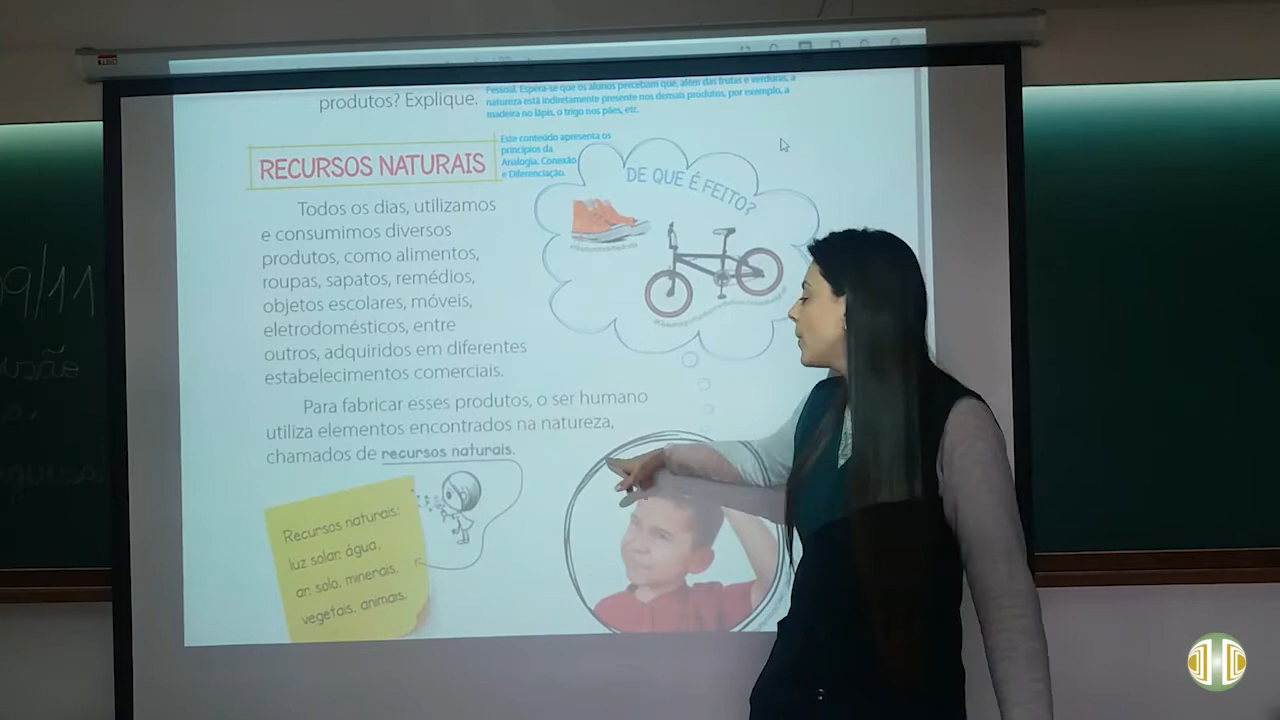 produtos? Explique.
Pessoal. Espera-se que os alunos percebam que, além das frutas e verduras, a
natureza está indiretamente presente nos demais produtos, por exemplo, a
madeira no lápis, o trigo nos pães, etc.
RECURSOS NATURAIS
Este conteúdo apresenta os
princípios da
Analogia, Conexão
e Diferenciação.
DE QUE É FEITO?
Todos os dias, utilizamos
e consumimos diversos
produtos, como alimentos,
roupas, sapatos, remédios,
objetos escolares, móveis,
eletrodomésticos, entre
outros, adquiridos em diferentes
estabelecimentos comerciais.
Para fabricar esses produtos, o ser humano
utiliza elementos encontrados na natureza,
chamados de recursos naturais.
Recursos naturais:
luz solar, água,
ar, solo, minerais,
vegetais, animais.
09/11